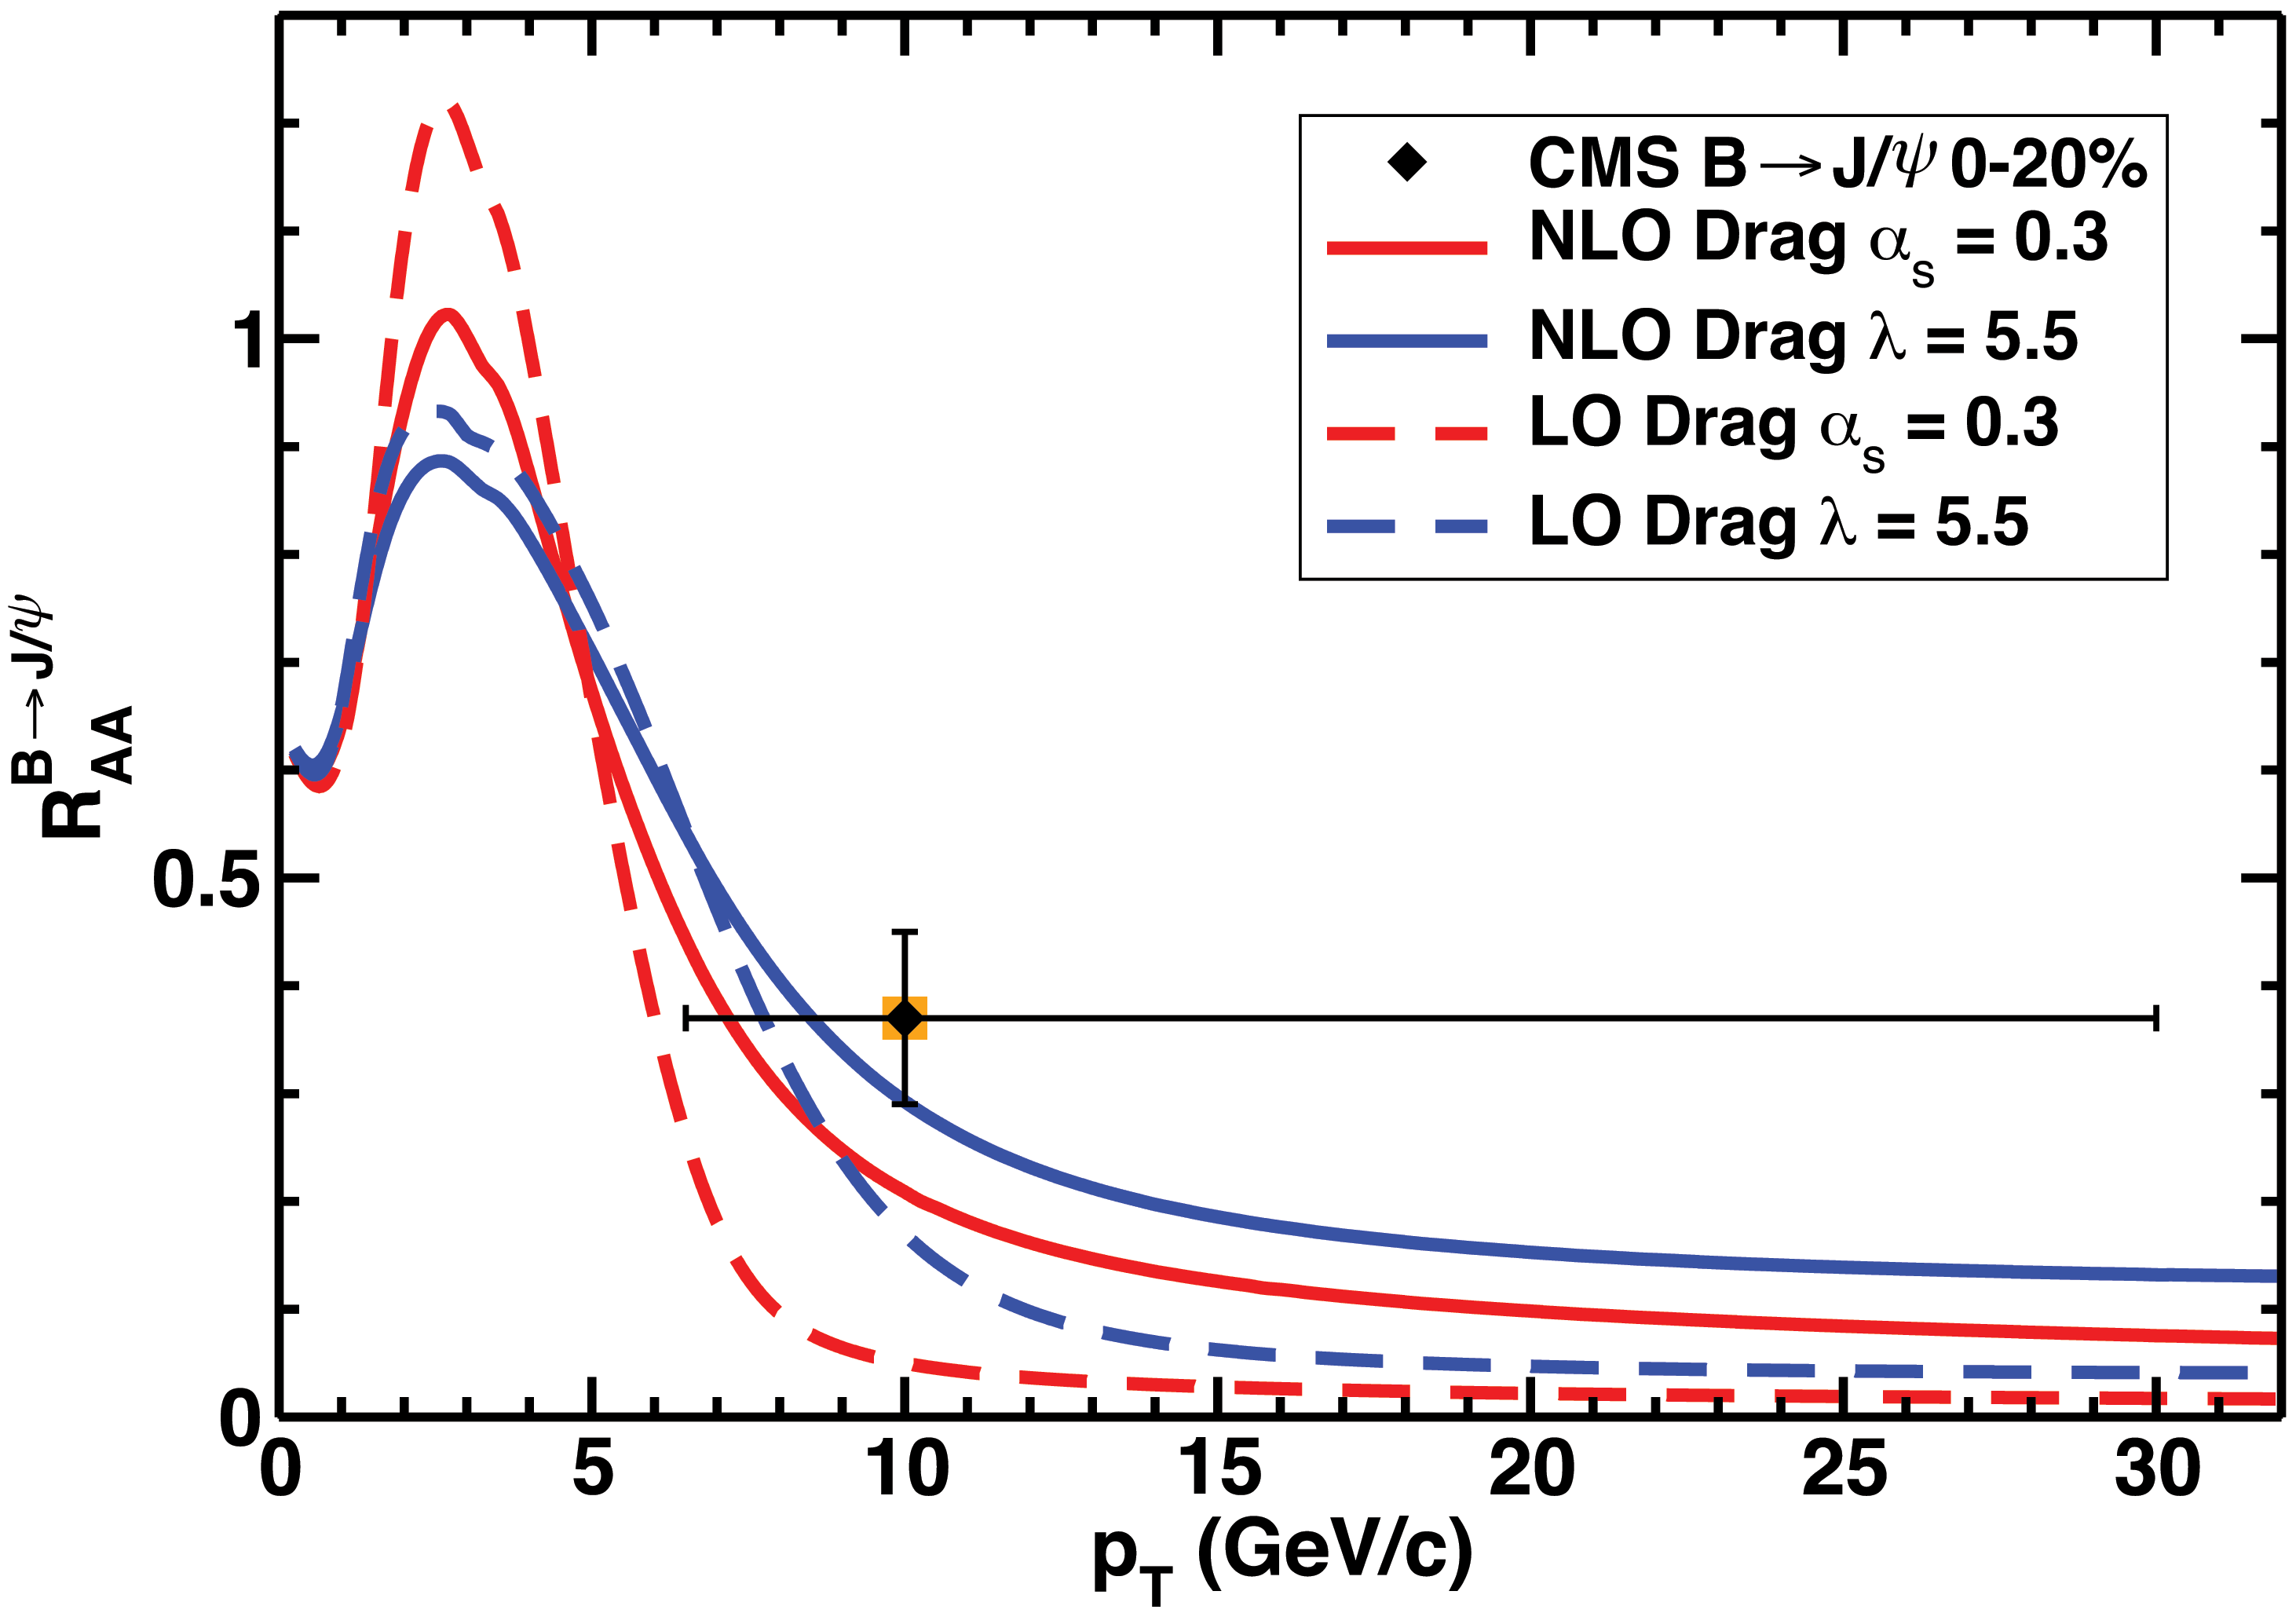 CMS B→J/ψ 0-20%
NLO Drag αs = 0.3
NLO Drag λ = 5.5
LO Drag αs = 0.3
LO Drag λ = 5.5
1
0.5
0
R_AA^B→J/ψ
0 5 10 15 20 25 30
pT (GeV/c)